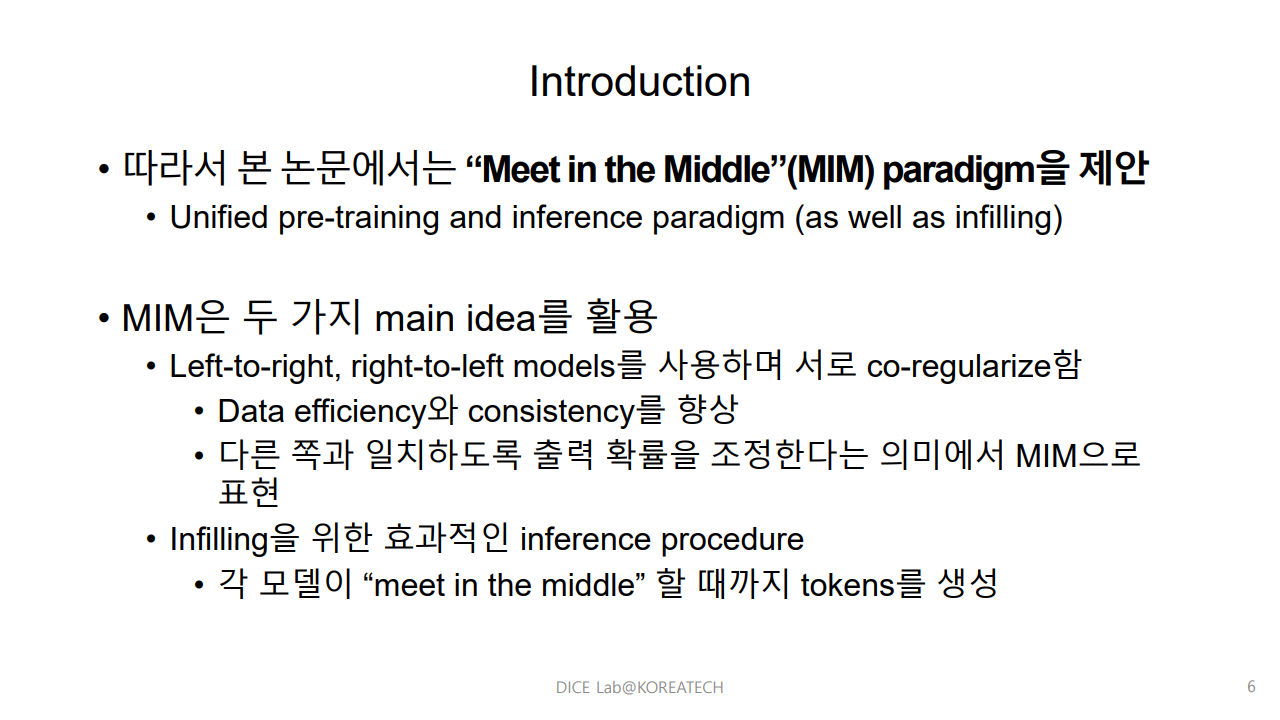 Introduction
• 따라서 본 논문에서는 “Meet in the Middle”(MIM) paradigm을 제안
• Unified pre-training and inference paradigm (as well as infilling)
• MIM은 두 가지 main idea를 활용
• Left-to-right, right-to-left models를 사용하며 서로 co-regularize함
• Data efficiency와 consistency를 향상
• 다른 쪽과 일치하도록 출력 확률을 조정한다는 의미에서 MIM으로
표현
• Infilling을 위한 효과적인 inference procedure
• 각 모델이 “meet in the middle” 할 때까지 tokens를 생성
DICE Lab@KOREATECH
6